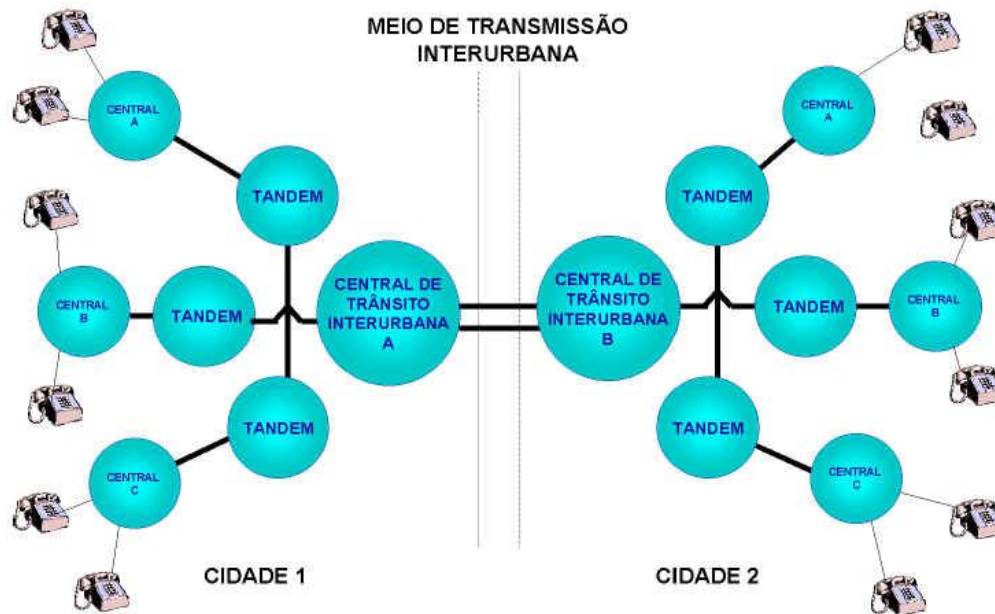 MEIO DE TRANSMISSÃO
INTERURBANA
CENTRAL
A
TANDEM
CENTRAL
B
TANDEM
CENTRAL DE
TRÂNSITO
INTERURBANA
A
TANDEM
CENTRAL
C
CIDADE 1
CENTRAL
A
TANDEM
CENTRAL DE
TRÂNSITO
INTERURBANA
B
TANDEM
CENTRAL
B
TANDEM
CENTRAL
C
CIDADE 2